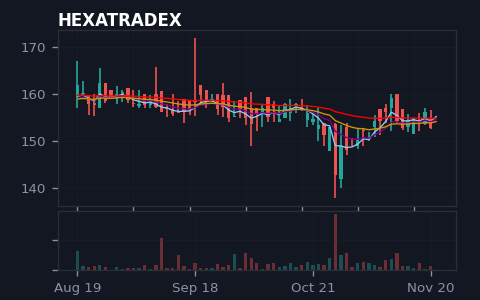 HEXATRADEX
170
160
150
140
Aug 19
Sep 18
Oct 21
Nov 20